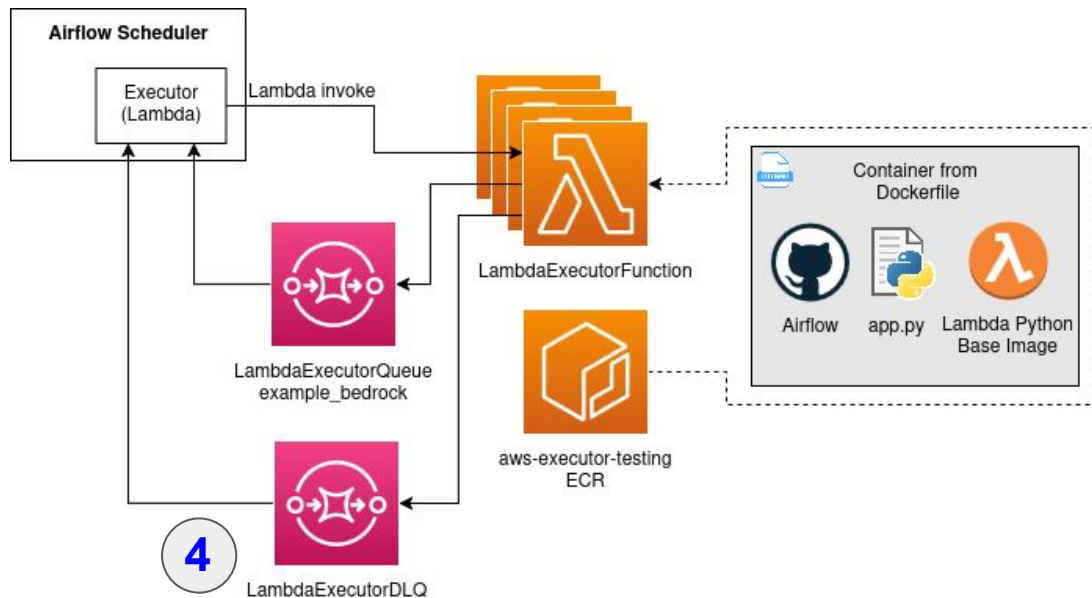 Airflow Scheduler
Executor
(Lambda)
Lambda invoke
LambdaExecutorFunction
Container from
Dockerfile
Airflow
app.py
Lambda Python
Base Image
LambdaExecutorQueue
example_bedrock
aws-executor-testing
ECR
4
LambdaExecutorDLQ